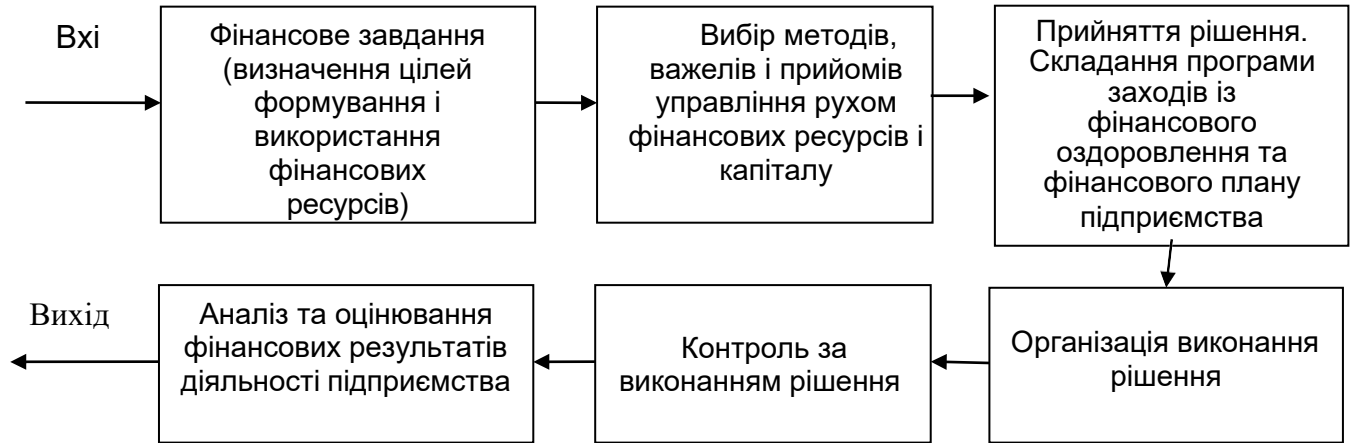 Вхі
Фінансове завдання
(визначення цілей
формування і
використання
фінансових
ресурсів)
Вибір методів,
важелів і прийомів
управління рухом
фінансових ресурсів і
капіталу
Прийняття рішення.
Складання програми
заходів із
фінансового
оздоровлення та
фінансового плану
підприємства
Організація виконання
рішення
Контроль за
виконанням рішення
Аналіз та оцінювання
фінансових результатів
діяльності підприємства
Вихід